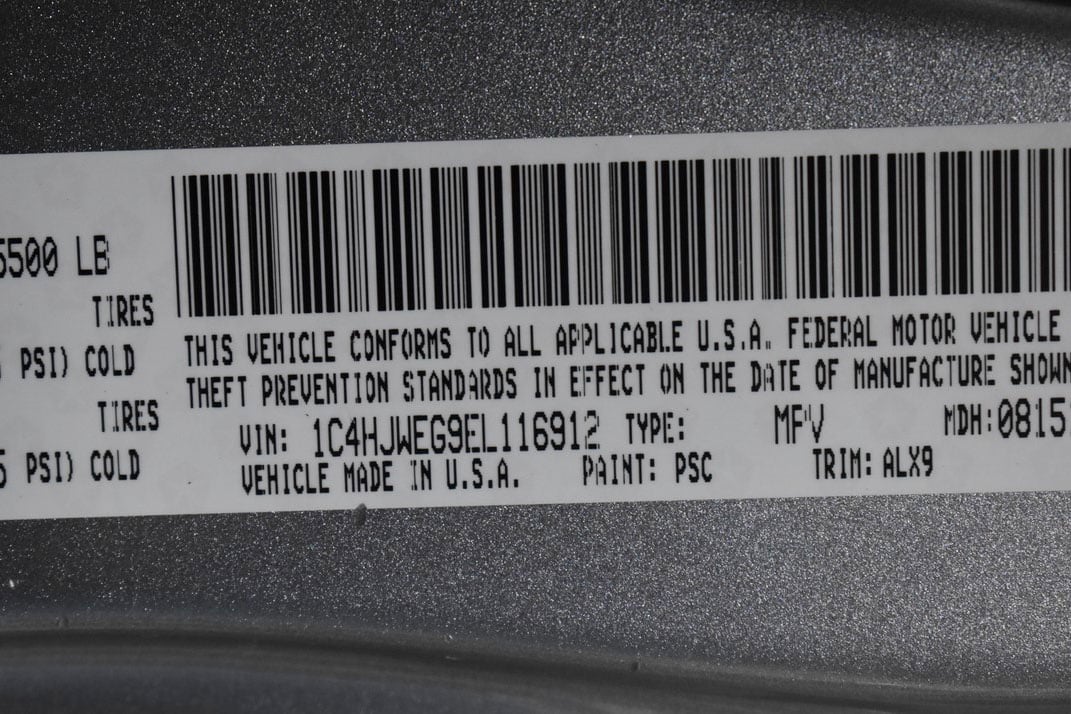 5500 LB
TIRES
PSI) COLD
TIRES
5 PSI) COLD
THIS VEHICLE CONFORMS TO ALL APPLICABLE U.S.A. FEDERAL MOTOR VEHICLE
THEFT PREVENTION STANDARDS IN EFFECT ON THE DATE OF MANUFACTURE SHOWN
VIN: 1C4HJWEG9EL116912 TYPE: MPV MDH: 0815
VEHICLE MADE IN U.S.A. PAINT: PSC TRIM: ALX9